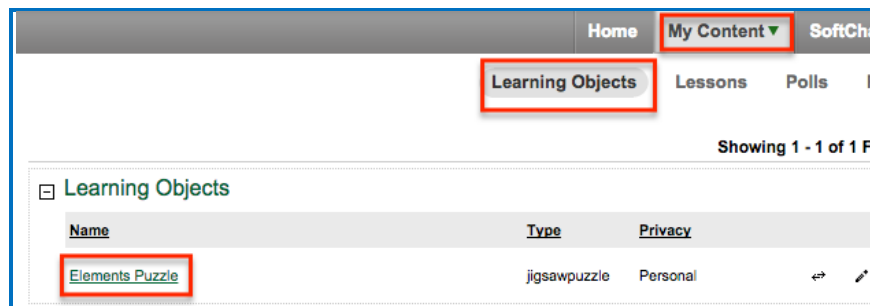 Home My Content▼ SoftCha
Learning Objects Lessons Polls
Showing 1 - 1 of 1 F
Learning Objects
Name Type Privacy
Elements Puzzle jigsawpuzzle Personal